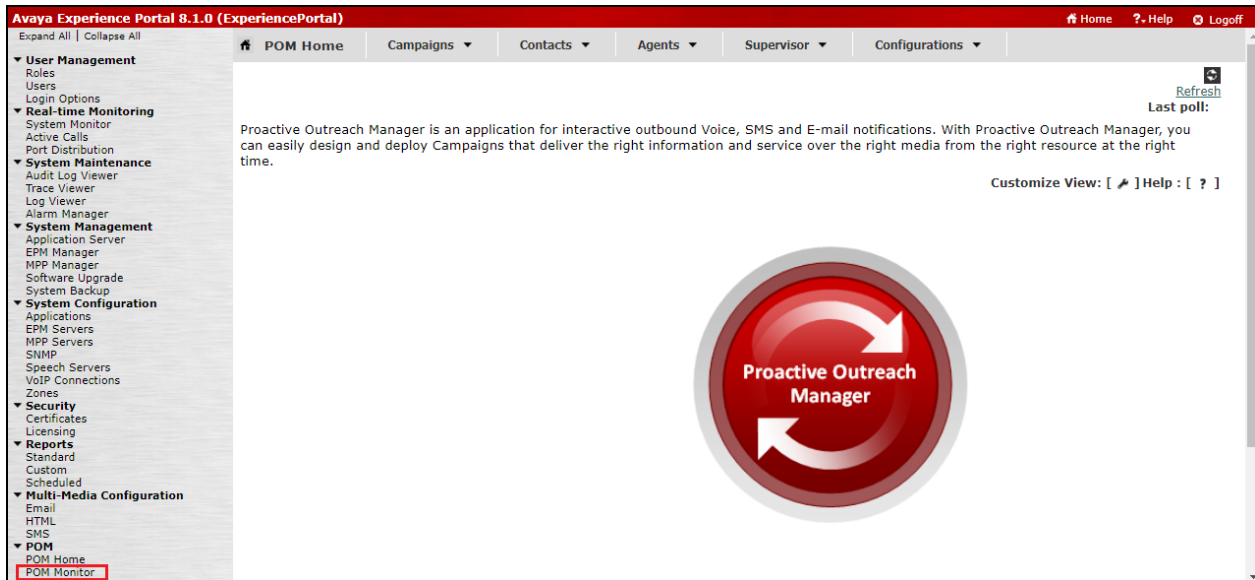 Avaya Experience Portal 8.1.0 (ExperiencePortal)
Home ? Help Logoff
Expand All | Collapse All
User Management
Roles
Users
Login Options
Real-time Monitoring
System Monitor
Active Calls
Port Distribution
System Maintenance
Audit Log Viewer
Trace Viewer
Log Viewer
Alarm Manager
System Management
Application Server
EPM Manager
MPP Manager
Software Upgrade
System Backup
System Configuration
Applications
EPM Servers
MPP Servers
SNMP
Speech Servers
VoIP Connections
Zones
Security
Certificates
Licensing
Reports
Standard
Custom
Scheduled
Multi-Media Configuration
Email
HTML
SMS
POM
POM Home
POM Monitor
POM Home Campaigns Contacts Agents Supervisor Configurations
Refresh
Last poll:
Proactive Outreach Manager is an application for interactive outbound Voice, SMS and E-mail notifications. With Proactive Outreach Manager, you
can easily design and deploy Campaigns that deliver the right information and service over the right media from the right resource at the right
time.
Customize View: [ ] Help : [ ? ]
Proactive Outreach
Manager